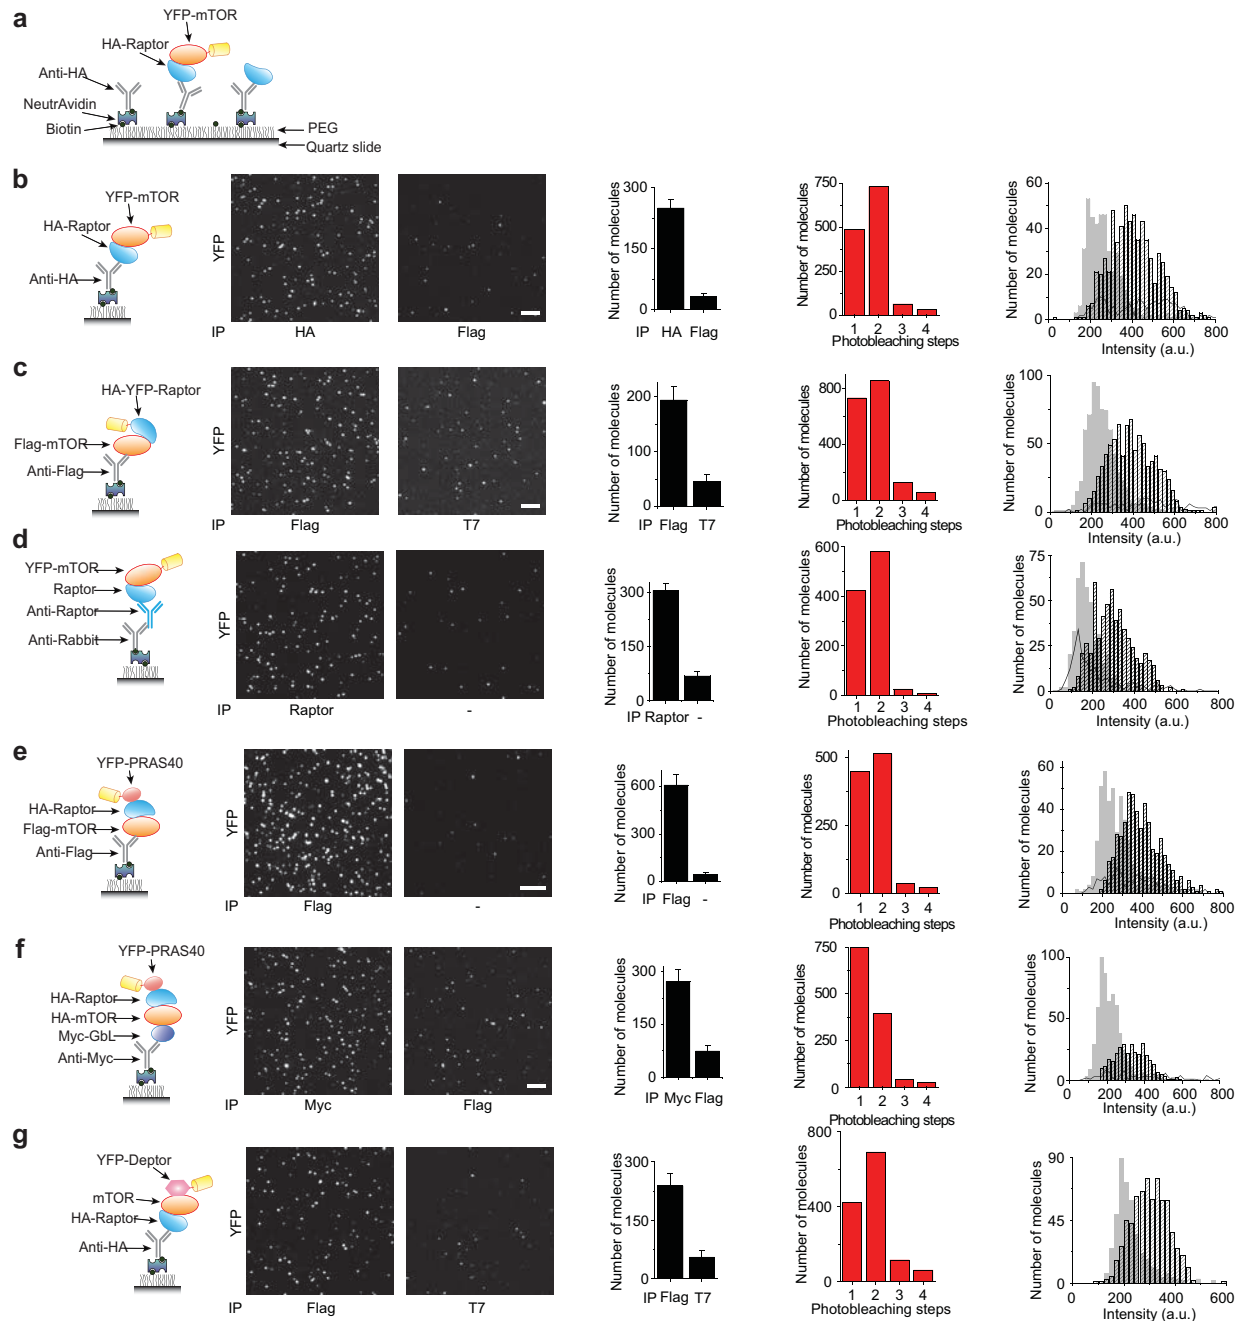 a
YFP-mTOR
HA-Raptor
Anti-HA
NeutrAvidin
Biotin
PEG
Quartz slide
b
YFP-mTOR
HA-Raptor
Anti-HA
YFP
IP HA Flag
Number of molecules
300
150
0
IP HA Flag
Number of molecules
750
500
250
0
1 2 3 4
Photobleaching steps
Number of molecules
60
40
20
0
0 200 400 600 800
Intensity (a.u.)
c
HA-YFP-Raptor
Flag-mTOR
Anti-Flag
YFP
IP Flag T7
Number of molecules
200
100
0
IP Flag T7
Number of molecules
800
400
0
1 2 3 4
Photobleaching steps
Number of molecules
100
50
0
0 200 400 600 800
Intensity (a.u.)
d
YFP-mTOR
Raptor
Anti-Raptor
Anti-Rabbit
YFP
IP Raptor -
Number of molecules
300
150
0
IP Raptor -
Number of molecules
600
400
200
0
1 2 3 4
Photobleaching steps
Number of molecules
75
50
25
0
0 200 400 600 800
Intensity (a.u.)
e
YFP-PRAS40
HA-Raptor
Flag-mTOR
Anti-Flag
YFP
IP Flag -
Number of molecules
600
300
0
IP Flag -
Number of molecules
500
250
0
1 2 3 4
Photobleaching steps
Number of molecules
60
40
20
0
0 200 400 600 800
Intensity (a.u.)
f
YFP-PRAS40
HA-Raptor
HA-mTOR
Myc-GbL
Anti-Myc
YFP
IP Myc Flag
Number of molecules
300
150
0
IP Myc Flag
Number of molecules
750
500
250
0
1 2 3 4
Photobleaching steps
Number of molecules
100
50
0
0 200 400 600 800
Intensity (a.u.)
g
YFP-Deptor
mTOR
HA-Raptor
Anti-HA
YFP
IP Flag T7
Number of molecules
300
150
0
IP Flag T7
Number of molecules
800
400
0
1 2 3 4
Photobleaching steps
Number of molecules
90
45
0
0 200 400 600
Intensity (a.u.)